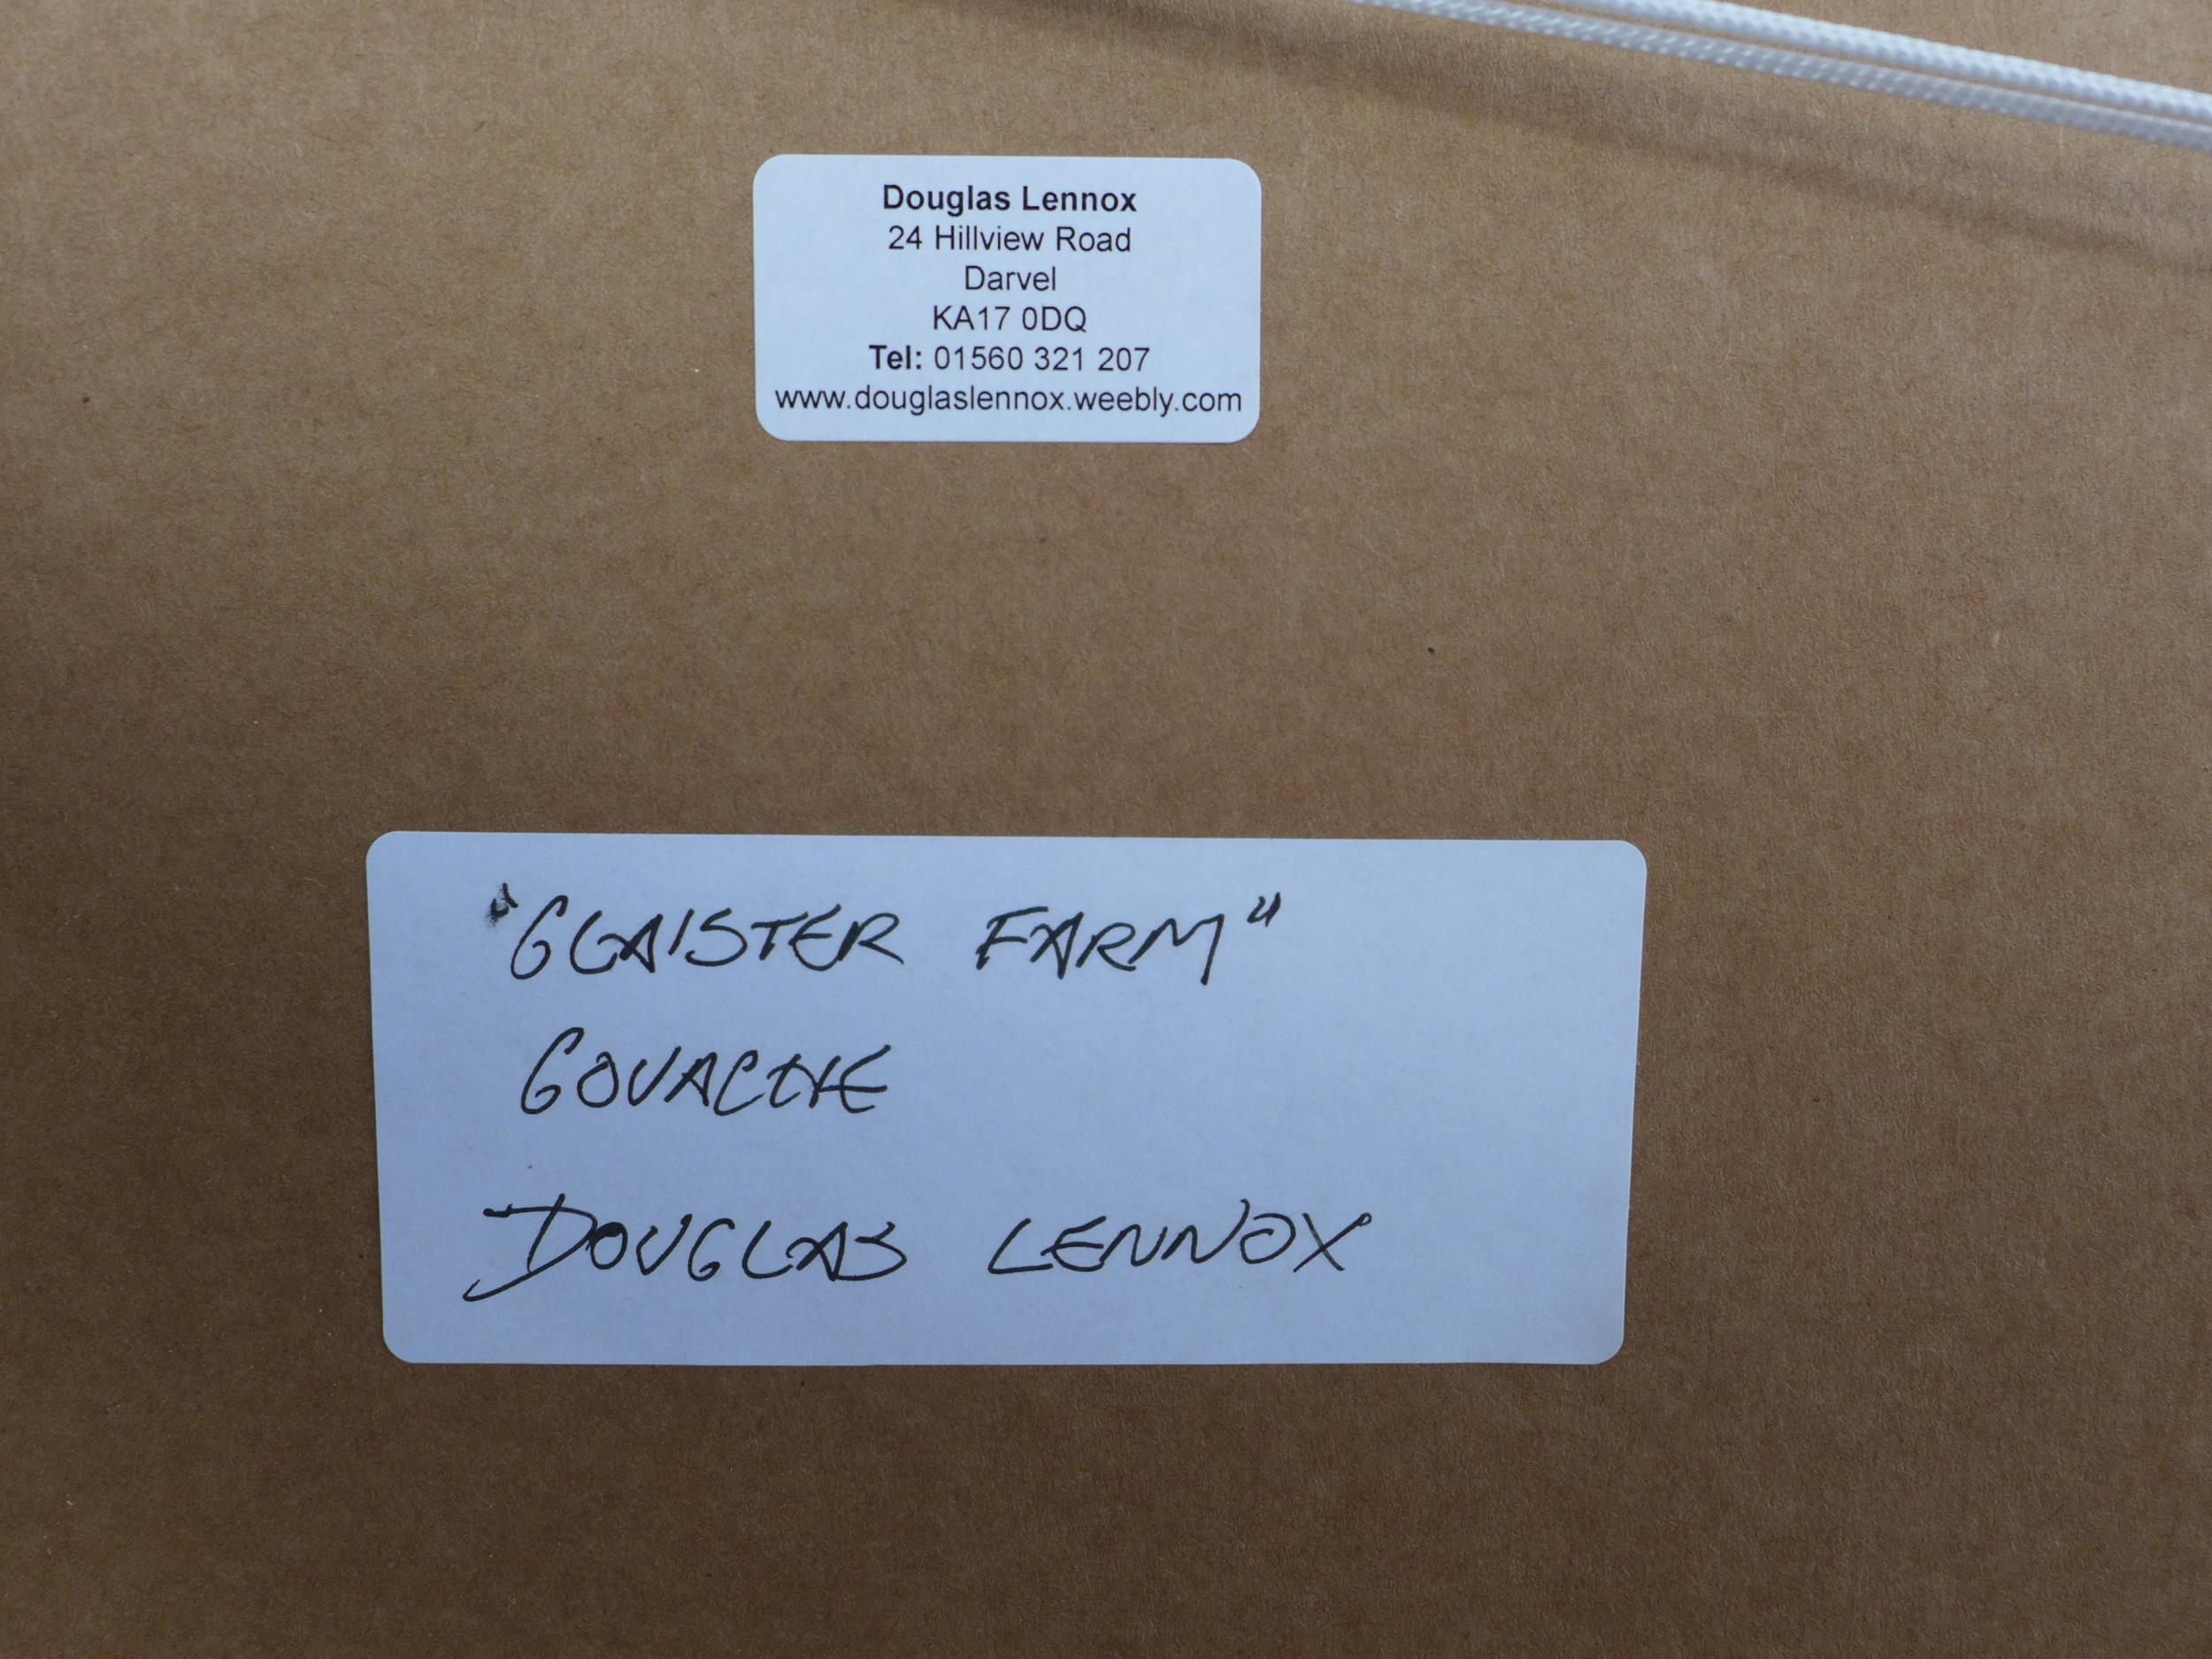 Douglas Lennox
24 Hillview Road
Darvel
KA17 0DQ
Tel: 01560 321 207
www.douglaslennox.weebly.com
"GLAISTER FARM"
GOUACHE
DOUGLAS LENNOX